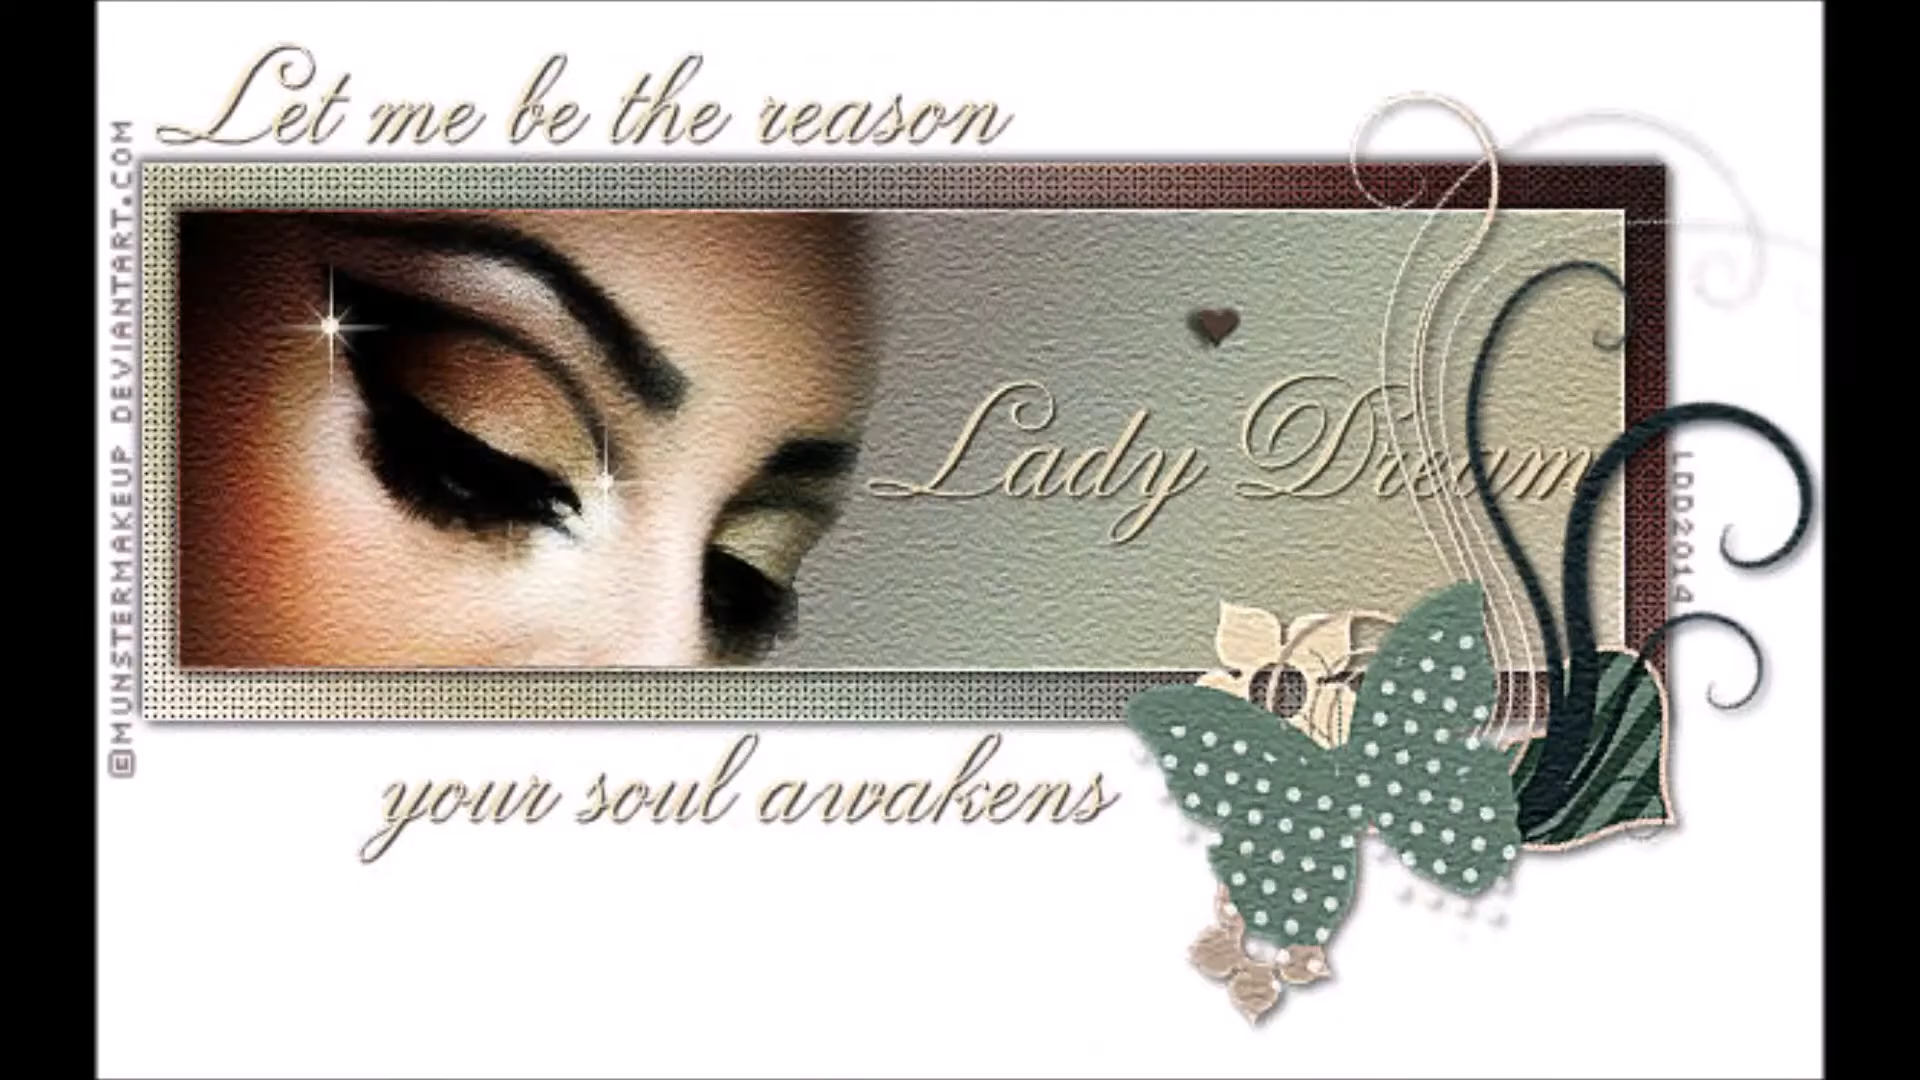 Let me be the reason
©MUNSTERMAKEUP DEVIANTART.COM
Lady Dream
LDD2014
your soul awakens